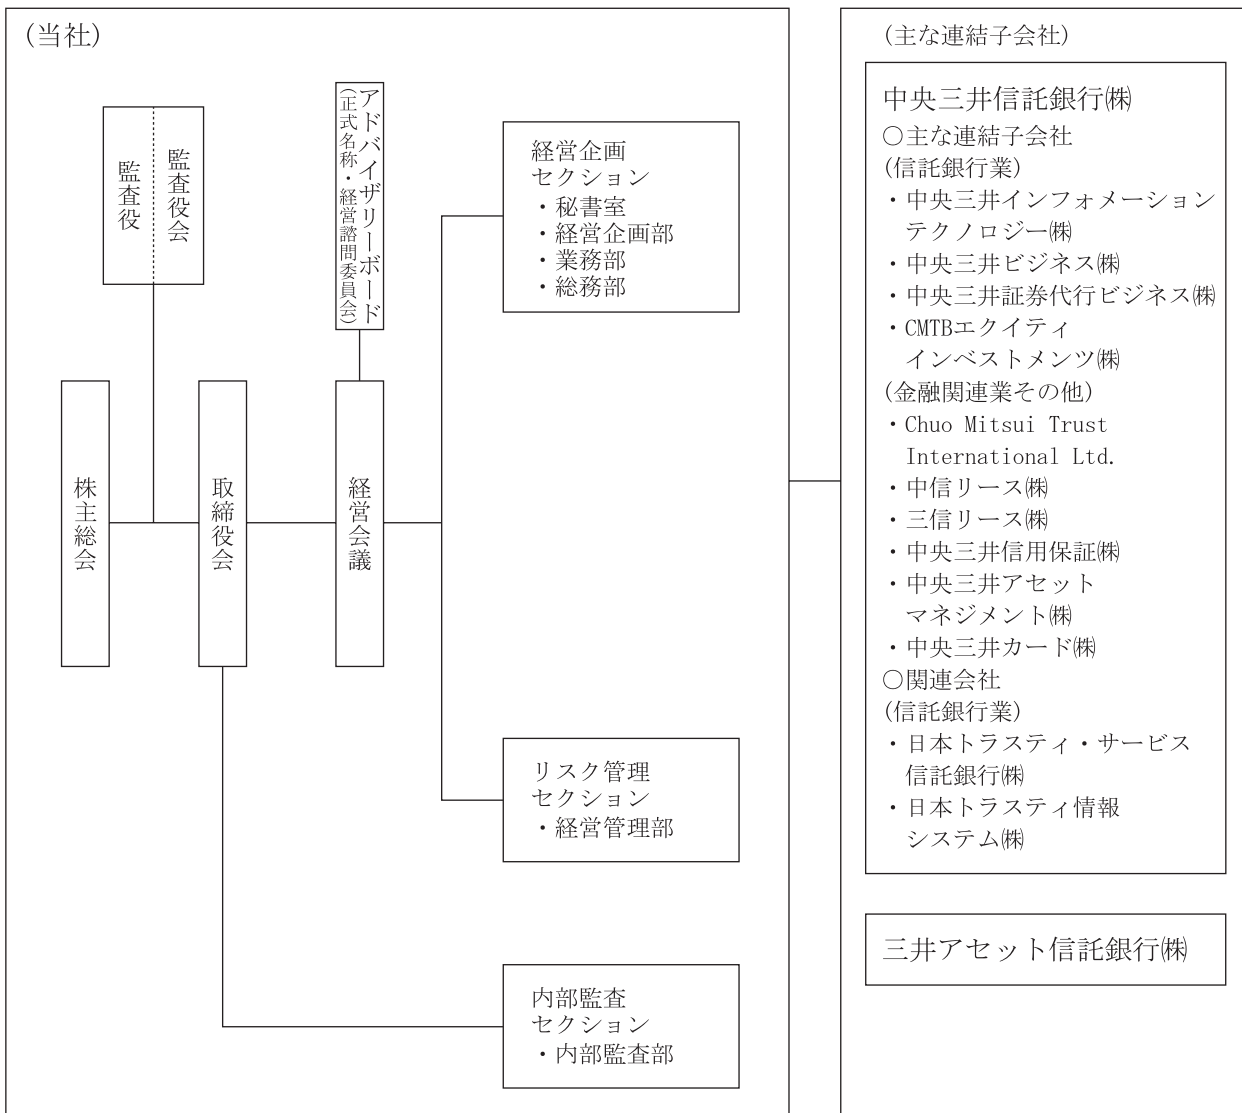 (当社)
監査役
監査役会
アドバイザリーボード
(正式名称・経営諮問委員会)
株主総会
取締役会
経営会議
経営企画
セクション
・秘書室
・経営企画部
・業務部
・総務部
リスク管理
セクション
・経営管理部
内部監査
セクション
・内部監査部
(主な連結子会社)
中央三井信託銀行㈱
○主な連結子会社
(信託銀行業)
・中央三井インフォメーション
テクノロジー㈱
・中央三井ビジネス㈱
・中央三井証券代行ビジネス㈱
・CMTBエクイティ
インベストメンツ㈱
(金融関連業その他)
・Chuo Mitsui Trust
International Ltd.
・中信リース㈱
・三信リース㈱
・中央三井信用保証㈱
・中央三井アセット
マネジメント㈱
・中央三井カード㈱
○関連会社
(信託銀行業)
・日本トラスティ・サービス
信託銀行㈱
・日本トラスティ情報
システム㈱
三井アセット信託銀行㈱